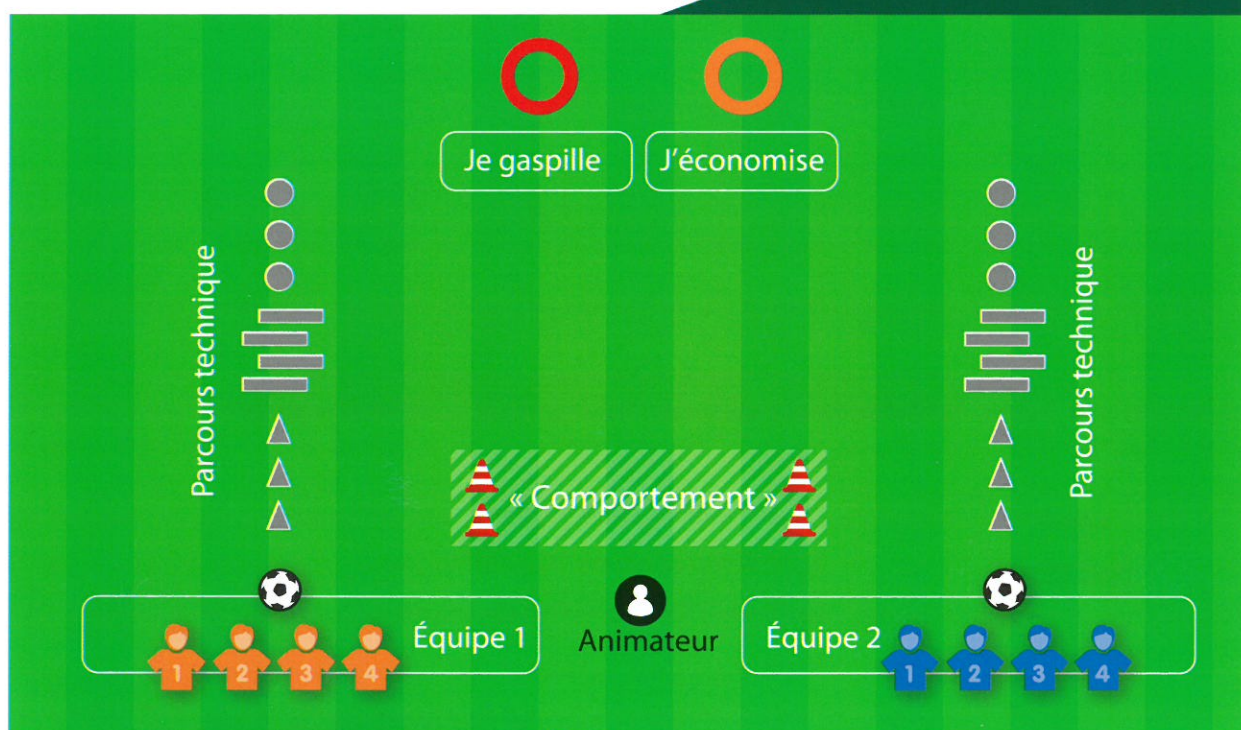 Je gaspille
J'économise
Parcours technique
Parcours technique
« Comportement »
Équipe 1
Animateur
Équipe 2
1 2 3 4
1 2 3 4